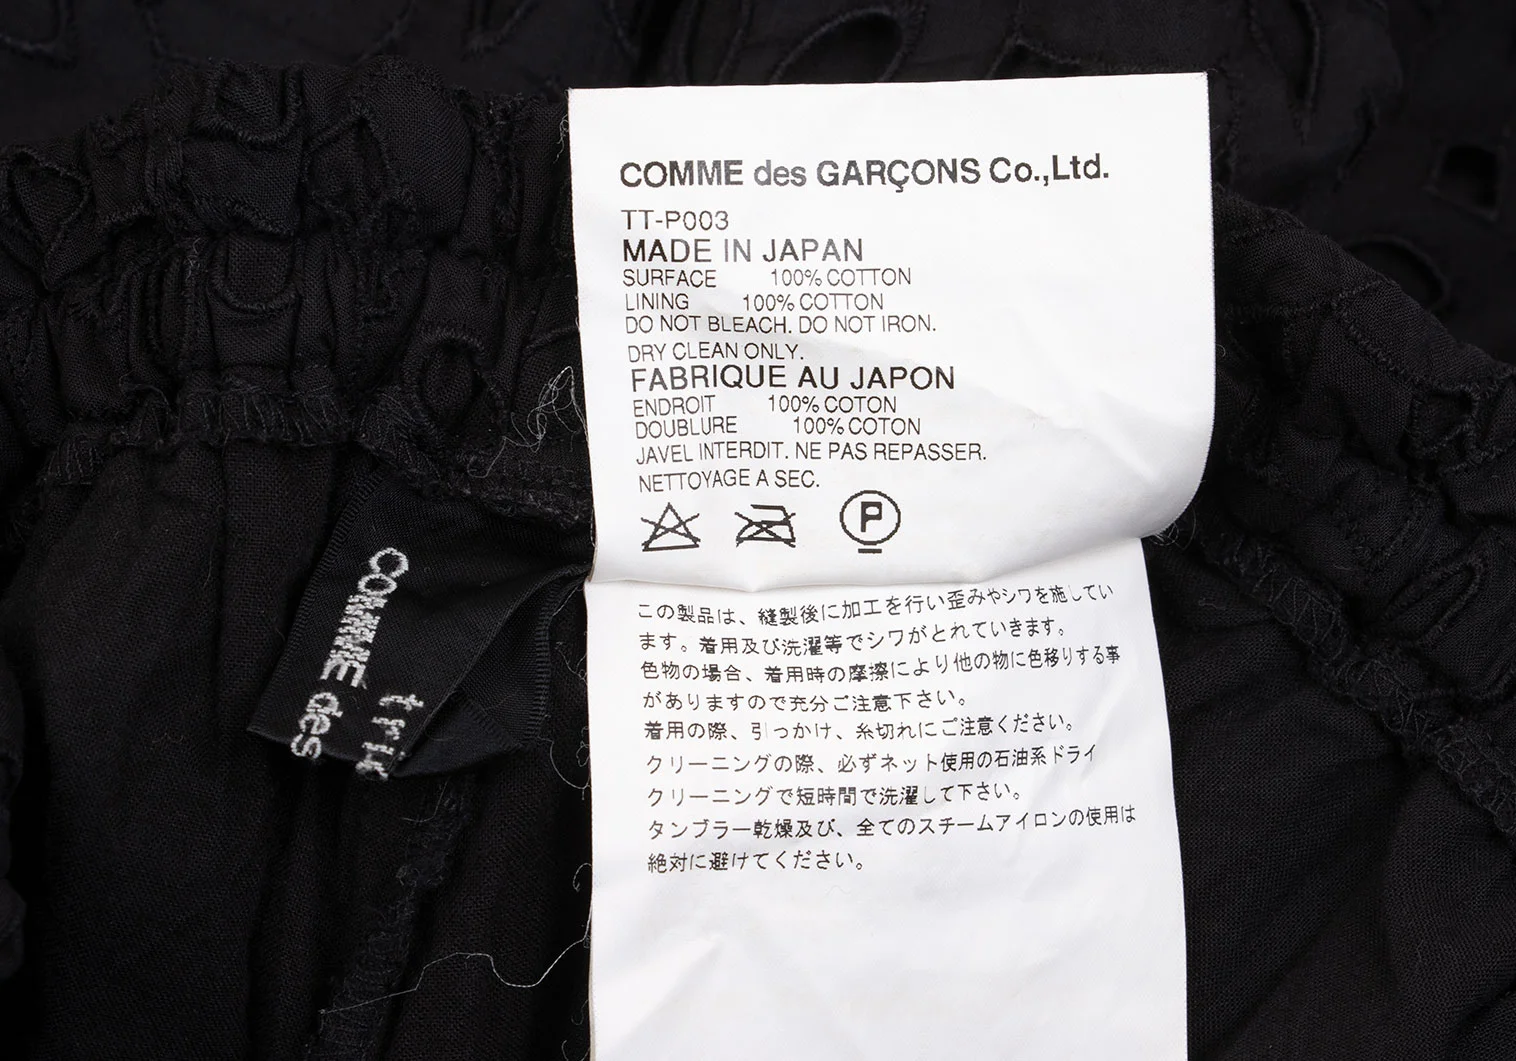 COMME des GARÇONS Co.,Ltd.
TT-P003
MADE IN JAPAN
SURFACE 100% COTTON
LINING 100% COTTON
DO NOT BLEACH. DO NOT IRON.
DRY CLEAN ONLY.
FABRIQUE AU JAPON
ENDROIT 100% COTON
DOUBLURE 100% COTON
JAVEL INTERDIT. NE PAS REPASSER.
NETTOYAGE A SEC.
P
この製品は、縫製後に加工を行い歪みやシワを施してい
ます。着用及び洗濯等でシワがとれていきます。
色物の場合、着用時の摩擦により他の物に色移りする事
がありますので充分ご注意下さい。
着用の際、引っかけ、糸切れにご注意ください。
クリーニングの際、必ずネット使用の石油系ドライ
クリーニングで短時間で洗濯して下さい。
タンブラー乾燥及び、全てのスチームアイロンの使用は
絶対に避けてください。
COMME des